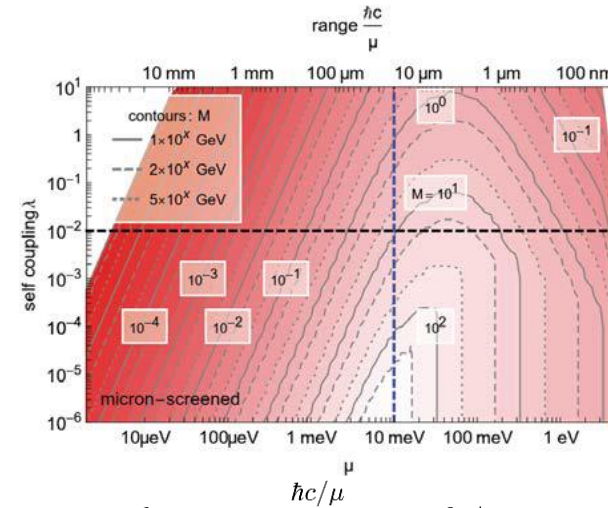 range ħc/μ
10 mm 1 mm 100 μm 10 μm 1 μm 100 nm
10¹
1
10⁻¹
10⁻²
10⁻³
10⁻⁴
10⁻⁵
10⁻⁶
self coupling λ
contours: M
1×10ˣ GeV
2×10ˣ GeV
5×10ˣ GeV
10⁰
10⁻¹
M=10¹
10⁻³
10⁻¹
10⁻⁴
10⁻²
10²
micron-screened
10μeV 100μeV 1 meV 10 meV 100 meV 1 eV
μ
ħc/μ